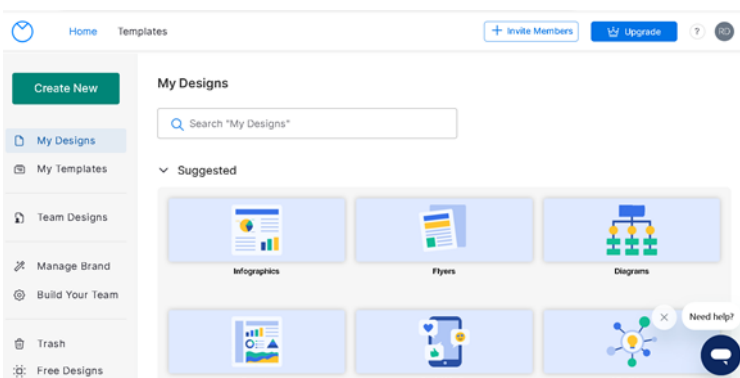 Home Templates + Invite Members Upgrade ? RD
Create New
My Designs
My Templates
Team Designs
Manage Brand
Build Your Team
Trash
Free Designs
My Designs
Search "My Designs"
Suggested
Infographics Flyers Diagrams
Need help?